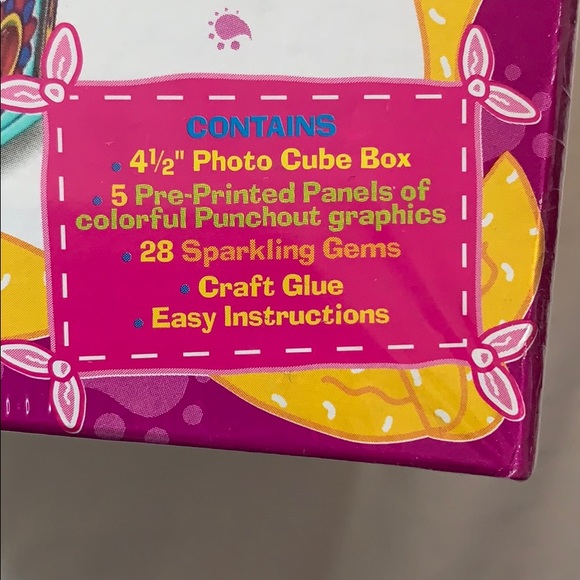 CONTAINS
• 4½" Photo Cube Box
• 5 Pre-Printed Panels of
colorful Punchout graphics
• 28 Sparkling Gems
• Craft Glue
• Easy Instructions